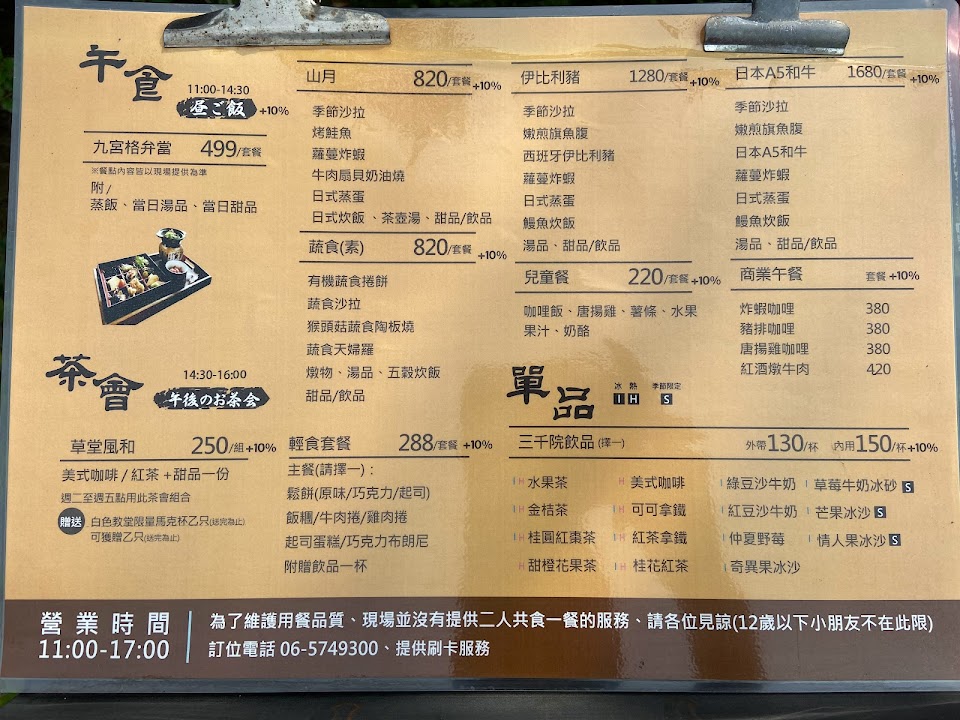 午食
11:00-14:30
昼ご飯 +10%
九宮格弁當 499/套餐
※餐點內容皆以現場提供為準
附/
蒸飯、當日湯品、當日甜品
山月 820/套餐 +10%
季節沙拉
烤鮭魚
蘿蔓炸蝦
牛肉扇貝奶油燒
日式蒸蛋
日式炊飯、茶壺湯、甜品/飲品
蔬食(素) 820/套餐 +10%
有機蔬食捲餅
蔬食沙拉
猴頭菇蔬食陶板燒
蔬食天婦羅
燉物、湯品、五穀炊飯
甜品/飲品
伊比利豬 1280/套餐 +10%
季節沙拉
嫩煎旗魚腹
西班牙伊比利豬
蘿蔓炸蝦
日式蒸蛋
鰻魚炊飯
湯品、甜品/飲品
兒童餐 220/套餐 +10%
咖哩飯、唐揚雞、薯條、水果
果汁、奶酪
日本A5和牛 1680/套餐 +10%
季節沙拉
嫩煎旗魚腹
日本A5和牛
蘿蔓炸蝦
日式蒸蛋
鰻魚炊飯
湯品、甜品/飲品
商業午餐 套餐 +10%
炸蝦咖哩 380
豬排咖哩 380
唐揚雞咖哩 380
紅酒燉牛肉 420
茶會
14:30-16:00
午後のお茶会
草堂風和 250/組 +10%
美式咖啡 / 紅茶 +甜品一份
週二至週五點用此茶會組合
贈送 白色教堂限量馬克杯乙只(送完為止)
可獲贈乙只(送完為止)
輕食套餐 288/套餐 +10%
主餐(請擇一)：
鬆餅(原味/巧克力/起司)
飯糰/牛肉捲/雞肉捲
起司蛋糕/巧克力布朗尼
附贈飲品一杯
單品
冰 熱 季節限定
I H S
三千院飲品 (擇一) 外帶130/杯 內用150/杯 +10%
I H 水果茶
I H 金桔茶
I H 桂圓紅棗茶
I H 甜橙花果茶
I H 美式咖啡
I H 可可拿鐵
I H 紅茶拿鐵
I H 桂花紅茶
I 綠豆沙牛奶
I 紅豆沙牛奶
I 仲夏野莓
I 奇異果冰沙
I 草莓牛奶冰砂 S
I 芒果冰沙 S
I 情人果冰沙 S
營業時間
11:00-17:00
為了維護用餐品質、現場並沒有提供二人共食一餐的服務、請各位見諒(12歲以下小朋友不在此限)
訂位電話 06-5749300、提供刷卡服務